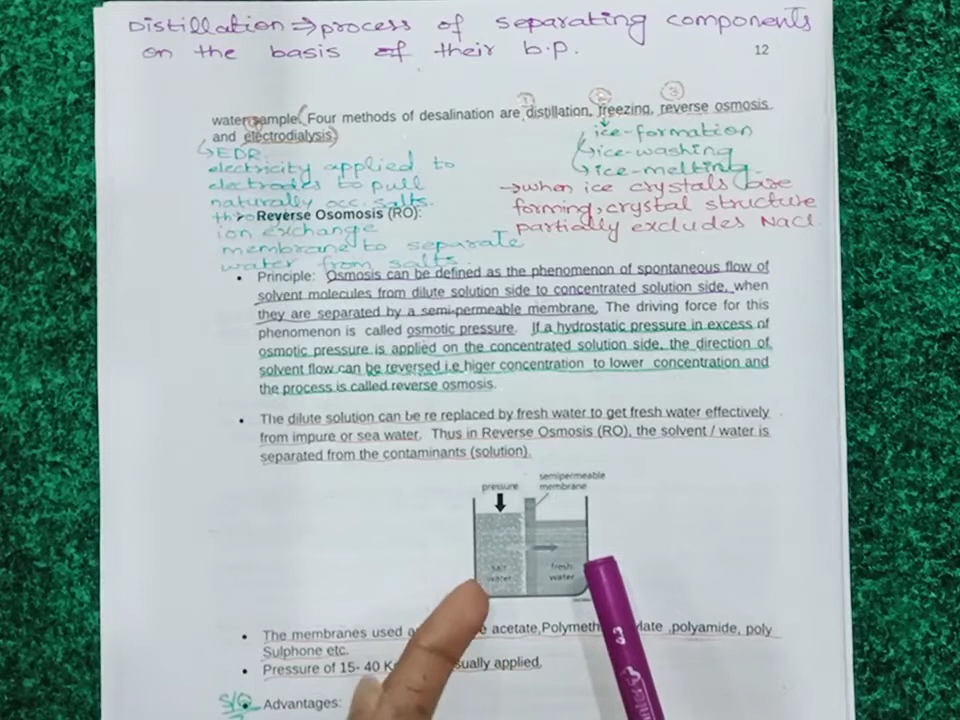 Distillation⇒process of separating components
on the basis of their b.p.
12
① ② ③
water sample. Four methods of desalination are distillation, freezing, reverse osmosis
and electrodialysis)
ice-formation
ice-washing
ice-melting.
→when ice crystals are
forming, crystal structure
partially excludes NaCl
EDR
electricity applied to
electrodes to pull
naturally occ. salts.
thro
Reverse Osomosis (RO):
ion exchange
membrane to separate
water from salts.
• Principle: Osmosis can be defined as the phenomenon of spontaneous flow of
solvent molecules from dilute solution side to concentrated solution side, when
they are separated by a semi-permeable membrane. The driving force for this
phenomenon is called osmotic pressure. If a hydrostatic pressure in excess of
osmotic pressure is applied on the concentrated solution side, the direction of
solvent flow can be reversed i.e higer concentration to lower concentration and
the process is called reverse osmosis.
• The dilute solution can be re replaced by fresh water to get fresh water effectively
from impure or sea water. Thus in Reverse Osmosis (RO), the solvent / water is
separated from the contaminants (solution).
pressure
semipermeable
membrane
salt
water
fresh
water
• The membranes used acetate,Polymeth ,polyamide, poly
Sulphone etc.
• Pressure of 15- 40 applied.
Advantages: